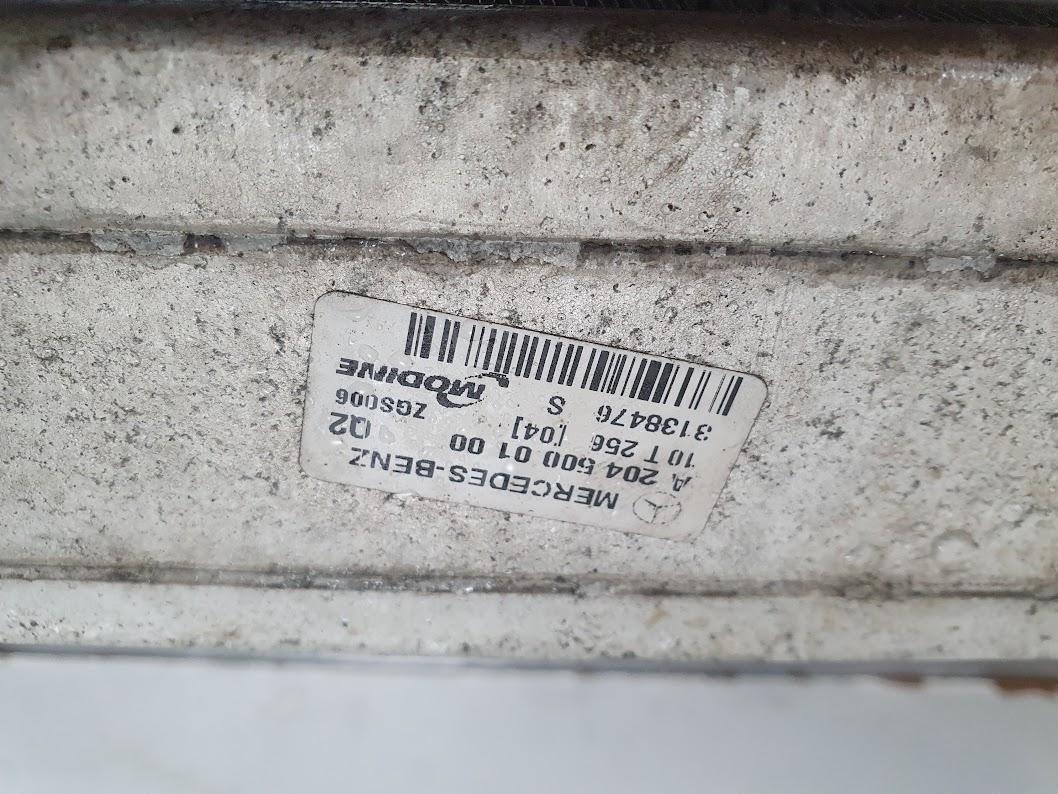 MERCEDES-BENZ
A 204 500 01 00 Q2
10 T 256 [04] ZGS006
3138476 S MODINE